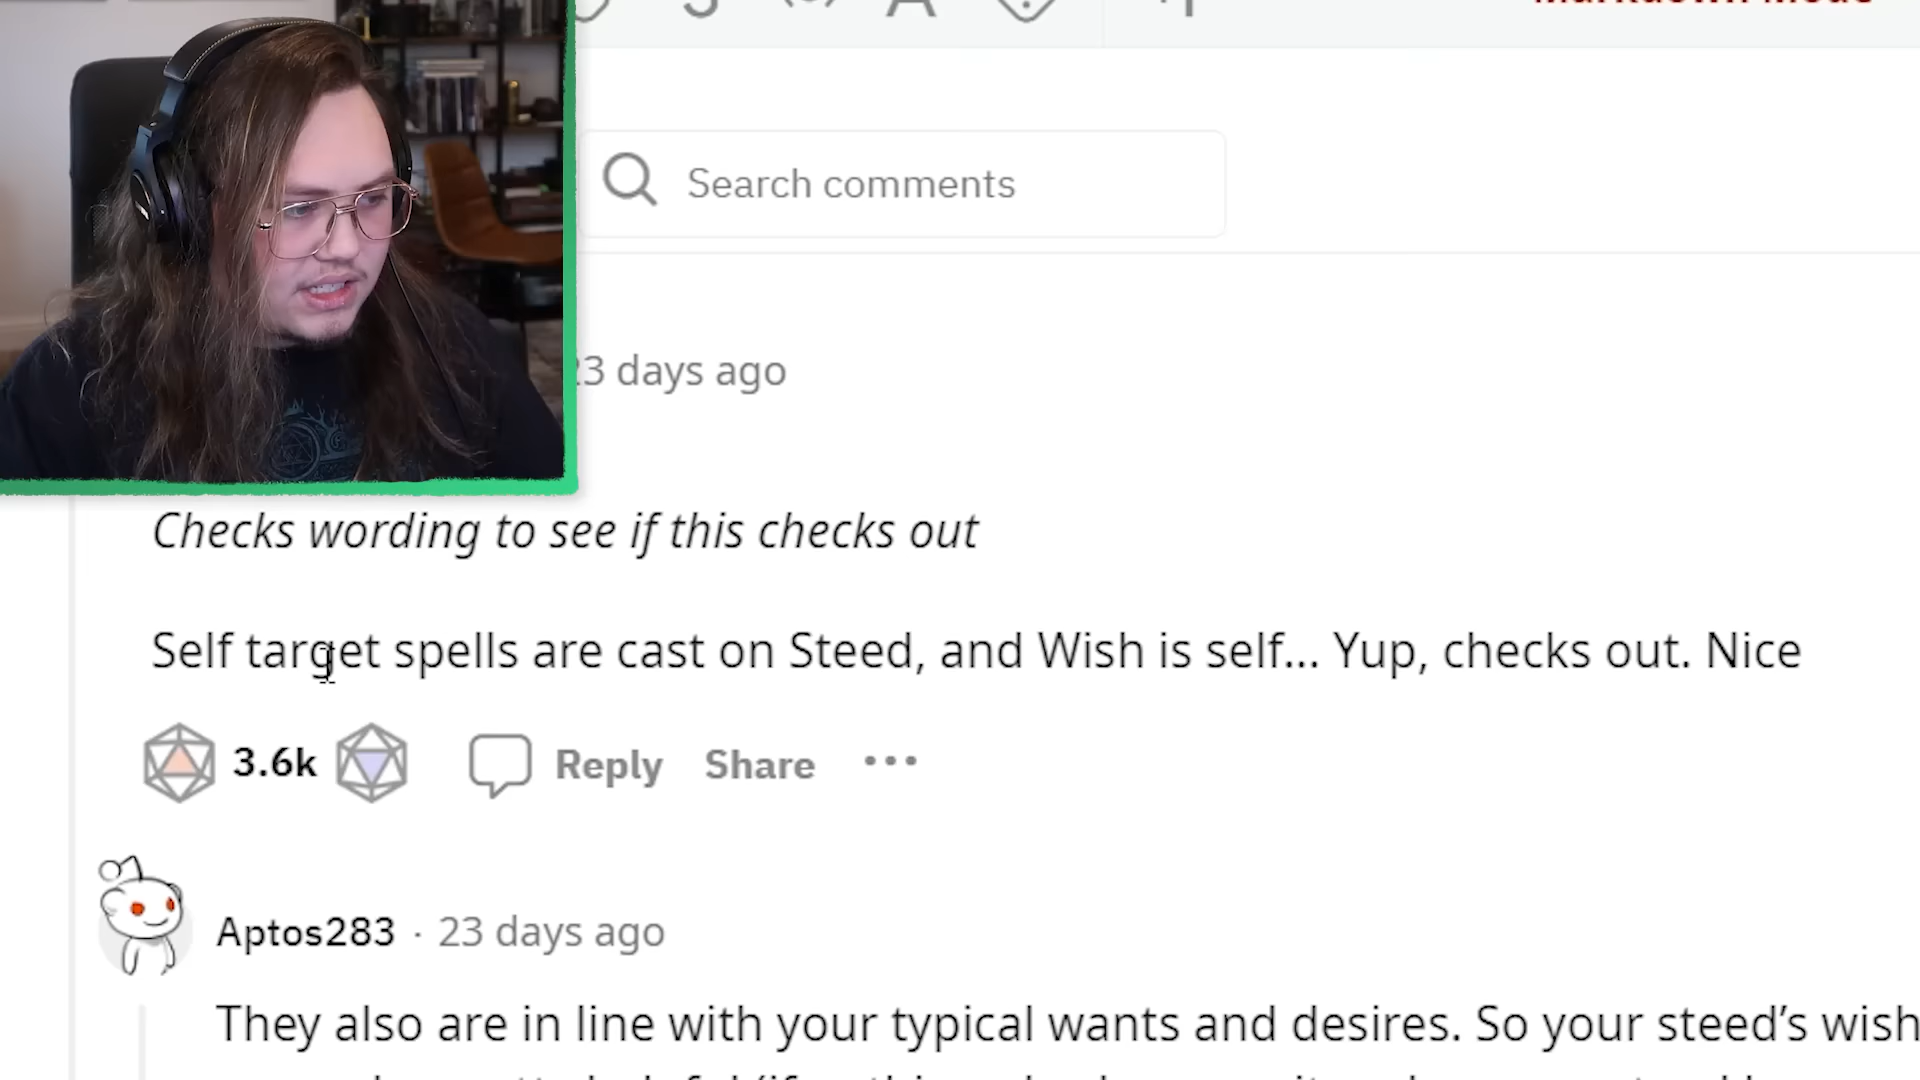 Search comments
23 days ago
Checks wording to see if this checks out
Self target spells are cast on Steed, and Wish is self... Yup, checks out. Nice
3.6k Reply Share
Aptos283 · 23 days ago
They also are in line with your typical wants and desires. So your steed's wish